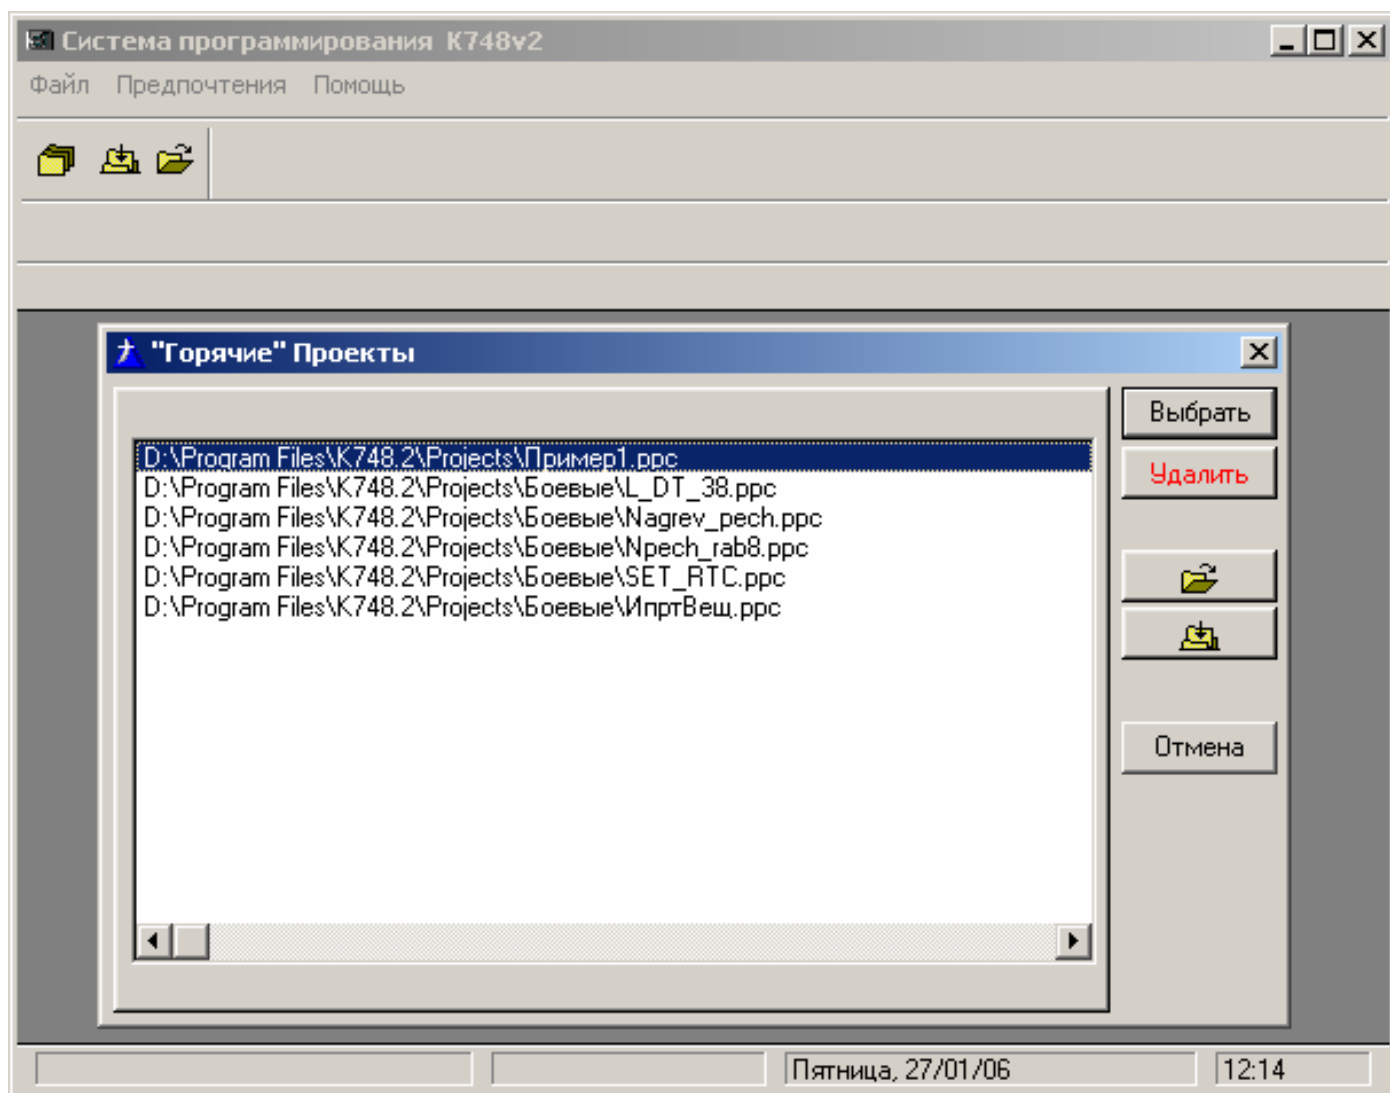 Система программирования K748v2
Файл Предпочтения Помощь
"Горячие" Проекты
Выбрать
D:\Program Files\K748.2\Projects\Пример1.ppc
Удалить
D:\Program Files\K748.2\Projects\Боевые\L_DT_38.ppc
D:\Program Files\K748.2\Projects\Боевые\Nagrev_pech.ppc
D:\Program Files\K748.2\Projects\Боевые\Npech_rab8.ppc
D:\Program Files\K748.2\Projects\Боевые\SET_RTC.ppc
D:\Program Files\K748.2\Projects\Боевые\ИпртВещ.ppc
Отмена
Пятница, 27/01/06 12:14